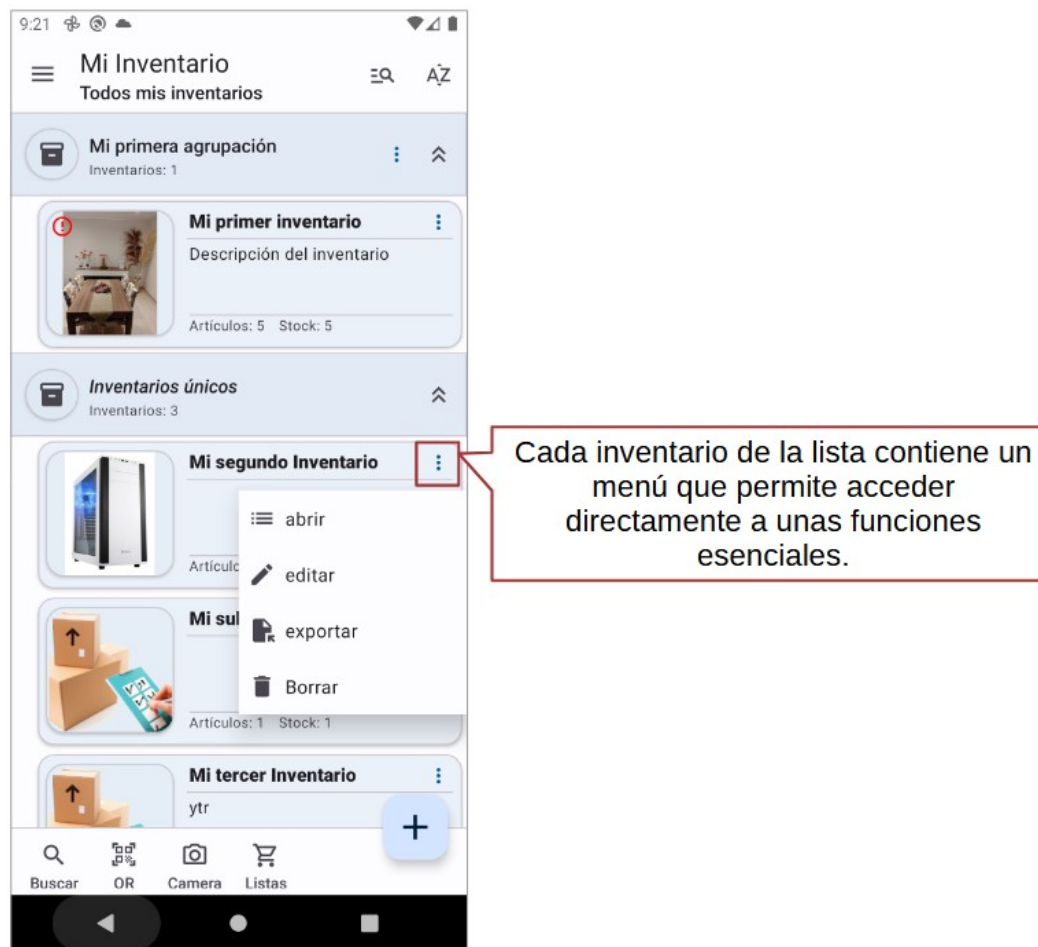 9:21
Mi Inventario
Todos mis inventarios
AZ
Mi primera agrupación
Inventarios: 1
Mi primer inventario
Descripción del inventario
Artículos: 5 Stock: 5
Inventarios únicos
Inventarios: 3
Mi segundo Inventario
abrir
Artículo
editar
Mi sul
exportar
Borrar
Artículos: 1 Stock: 1
Mi tercer Inventario
ytr
+
Buscar
QR
Camera
Listas
Cada inventario de la lista contiene un
menú que permite acceder
directamente a unas funciones
esenciales.